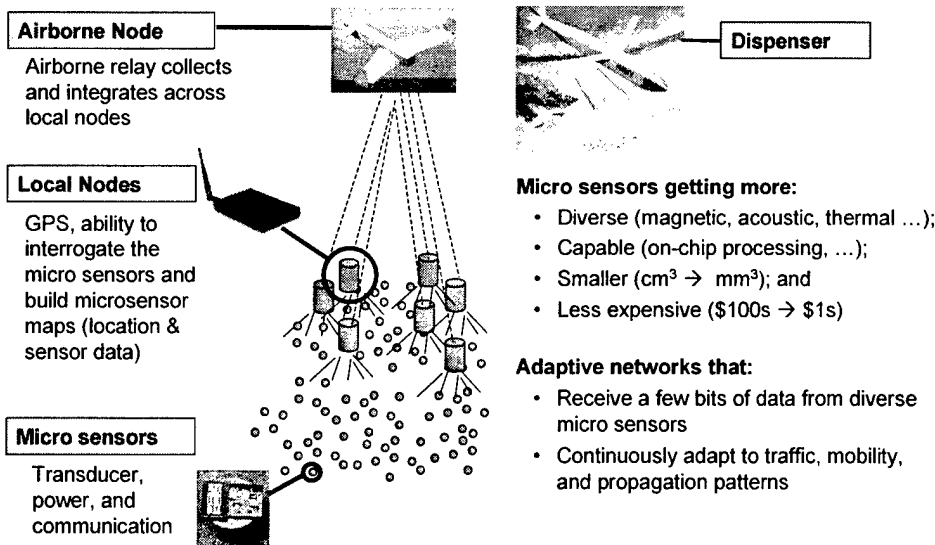 Airborne Node
Airborne relay collects
and integrates across
local nodes
Local Nodes
GPS, ability to
interrogate the
micro sensors and
build microsensor
maps (location &
sensor data)
Micro sensors
Transducer,
power, and
communication
Dispenser
Micro sensors getting more:
• Diverse (magnetic, acoustic, thermal ...);
• Capable (on-chip processing, ...);
• Smaller (cm³ → mm³); and
• Less expensive ($100s → $1s)
Adaptive networks that:
• Receive a few bits of data from diverse
micro sensors
• Continuously adapt to traffic, mobility,
and propagation patterns